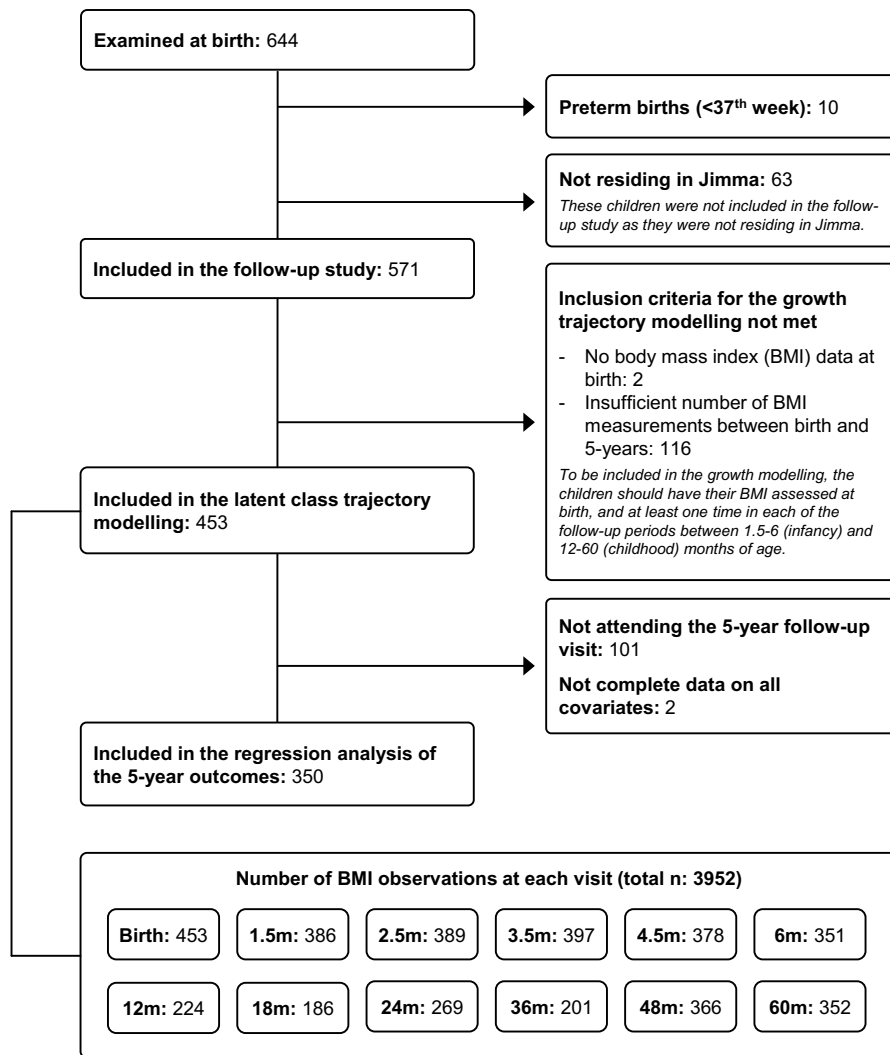 Examined at birth: 644
Preterm births (<37th week): 10
Not residing in Jimma: 63
These children were not included in the follow-
up study as they were not residing in Jimma.
Included in the follow-up study: 571
Inclusion criteria for the growth
trajectory modelling not met
- No body mass index (BMI) data at
birth: 2
- Insufficient number of BMI
measurements between birth and
5-years: 116
To be included in the growth modelling, the
children should have their BMI assessed at
birth, and at least one time in each of the
follow-up periods between 1.5-6 (infancy) and
12-60 (childhood) months of age.
Included in the latent class trajectory
modelling: 453
Not attending the 5-year follow-up
visit: 101
Not complete data on all
covariates: 2
Included in the regression analysis of
the 5-year outcomes: 350
Number of BMI observations at each visit (total n: 3952)
Birth: 453 1.5m: 386 2.5m: 389 3.5m: 397 4.5m: 378 6m: 351
12m: 224 18m: 186 24m: 269 36m: 201 48m: 366 60m: 352